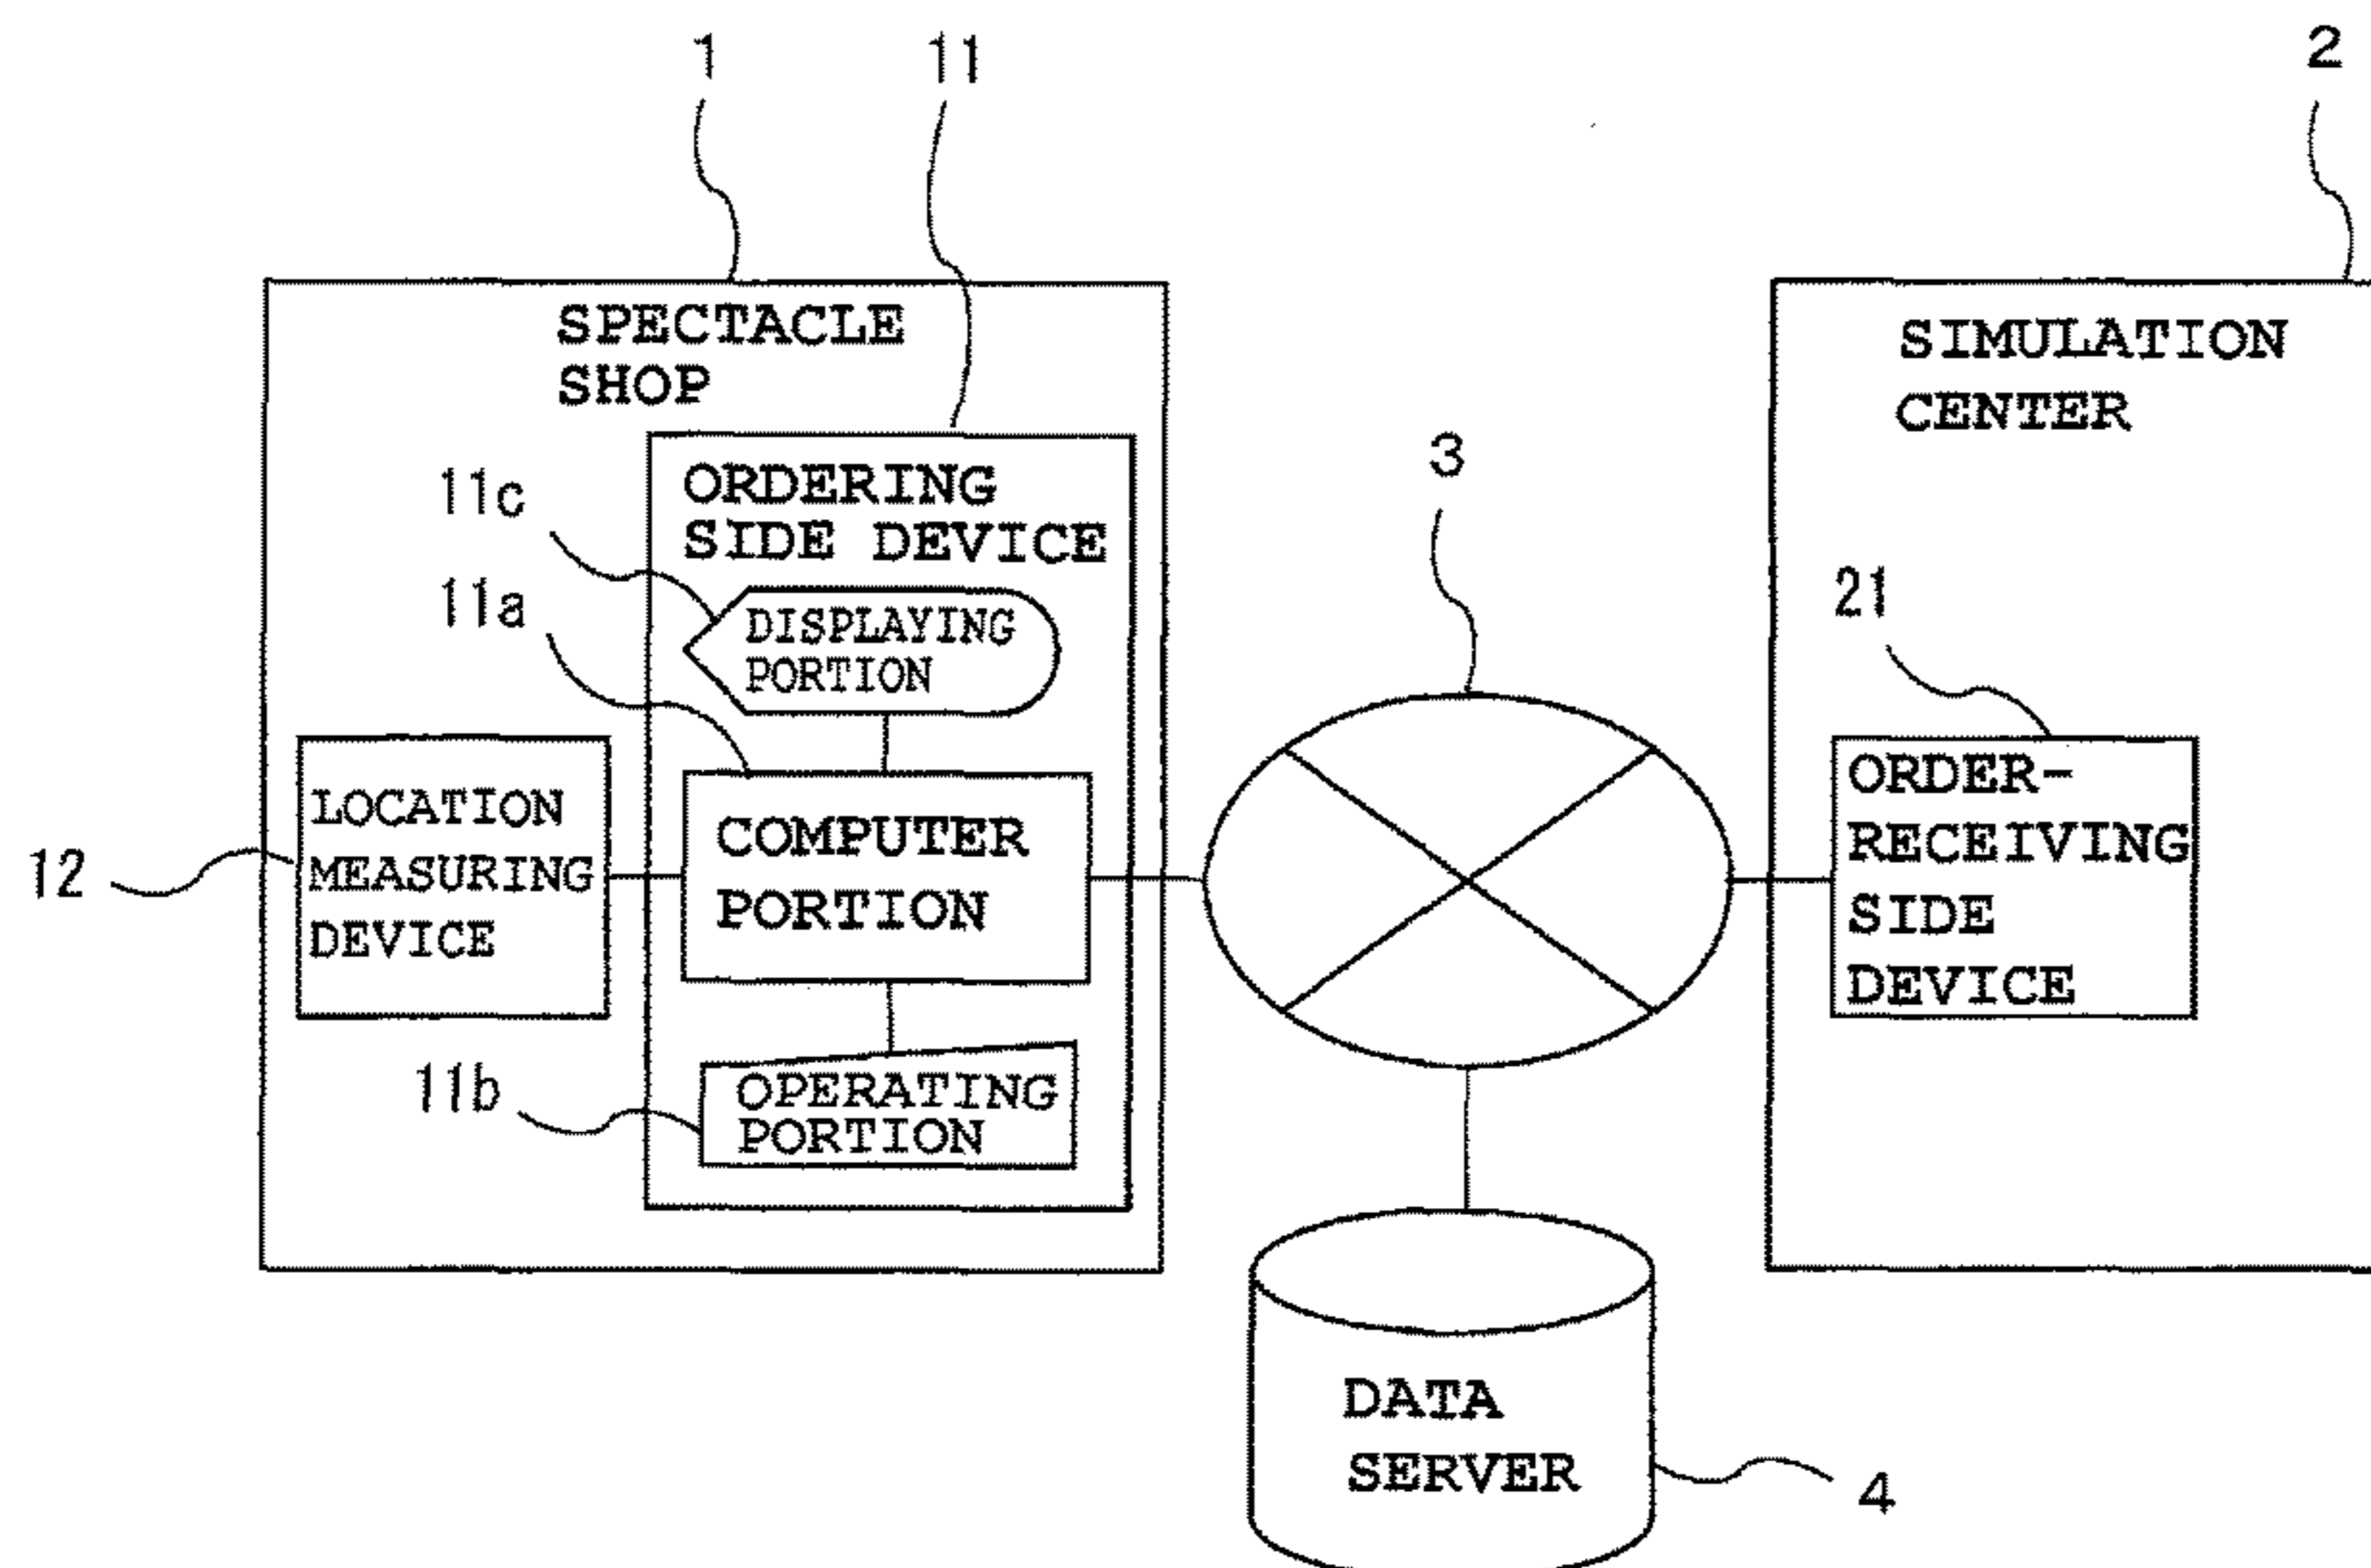 1
11
2
SPECTACLE
SHOP
SIMULATION
CENTER
3
11c
ORDERING
SIDE DEVICE
11a
DISPLAYING
PORTION
21
12
LOCATION
MEASURING
DEVICE
COMPUTER
PORTION
ORDER-
RECEIVING
SIDE
DEVICE
11b
OPERATING
PORTION
DATA
SERVER
4